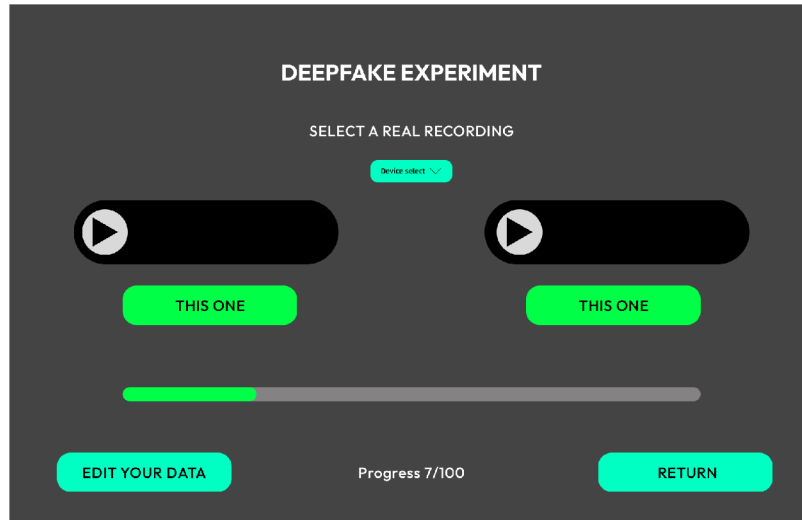 DEEPFAKE EXPERIMENT
SELECT A REAL RECORDING
Device select
THIS ONE
THIS ONE
EDIT YOUR DATA
Progress 7/100
RETURN